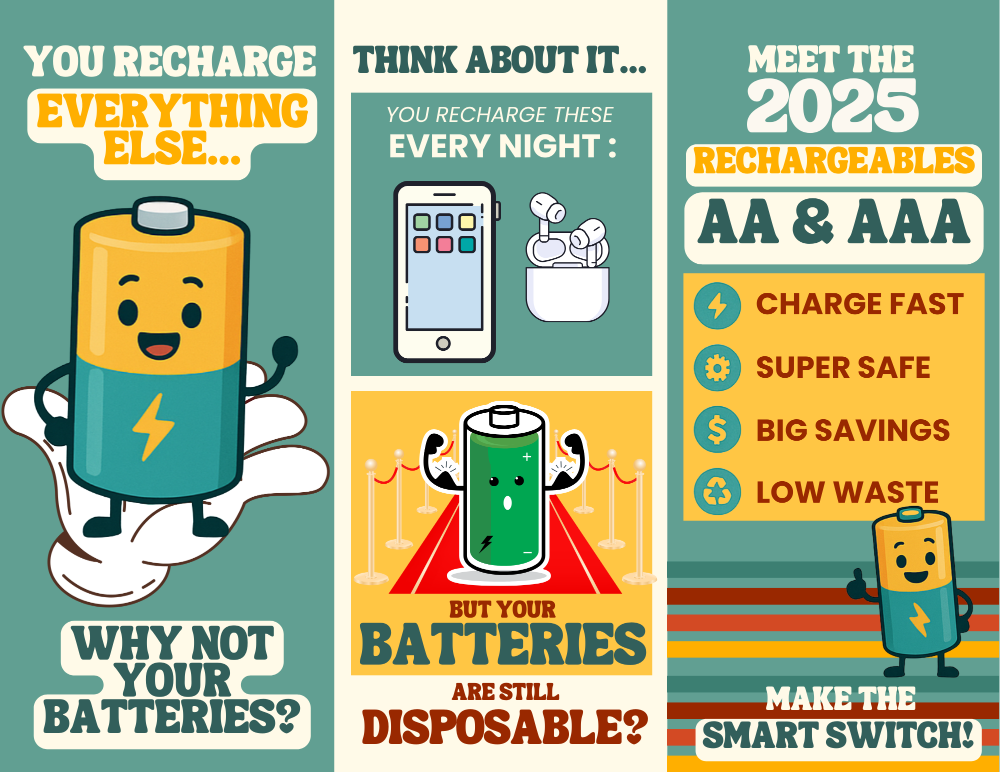 YOU RECHARGE
EVERYTHING
ELSE...
WHY NOT
YOUR
BATTERIES?
THINK ABOUT IT...
YOU RECHARGE THESE
EVERY NIGHT :
+
–
BUT YOUR
BATTERIES
ARE STILL
DISPOSABLE?
MEET THE
2025
RECHARGEABLES
AA & AAA
CHARGE FAST
SUPER SAFE
$ BIG SAVINGS
LOW WASTE
MAKE THE
SMART SWITCH!